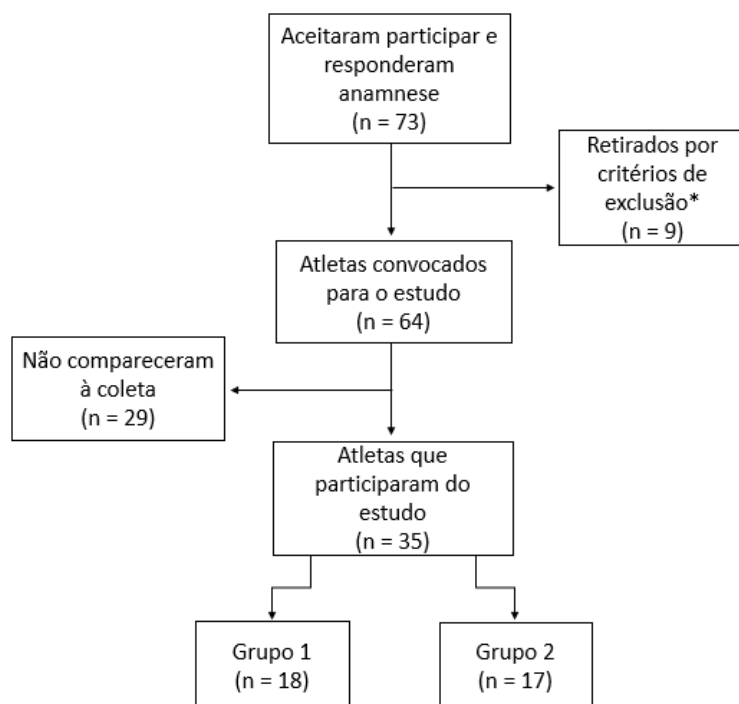 Aceitaram participar e
responderam
anamnese
(n = 73)
Retirados por
critérios de
exclusão*
(n = 9)
Atletas convocados
para o estudo
(n = 64)
Não compareceram
à coleta
(n = 29)
Atletas que
participaram do
estudo
(n = 35)
Grupo 1
(n = 18)
Grupo 2
(n = 17)